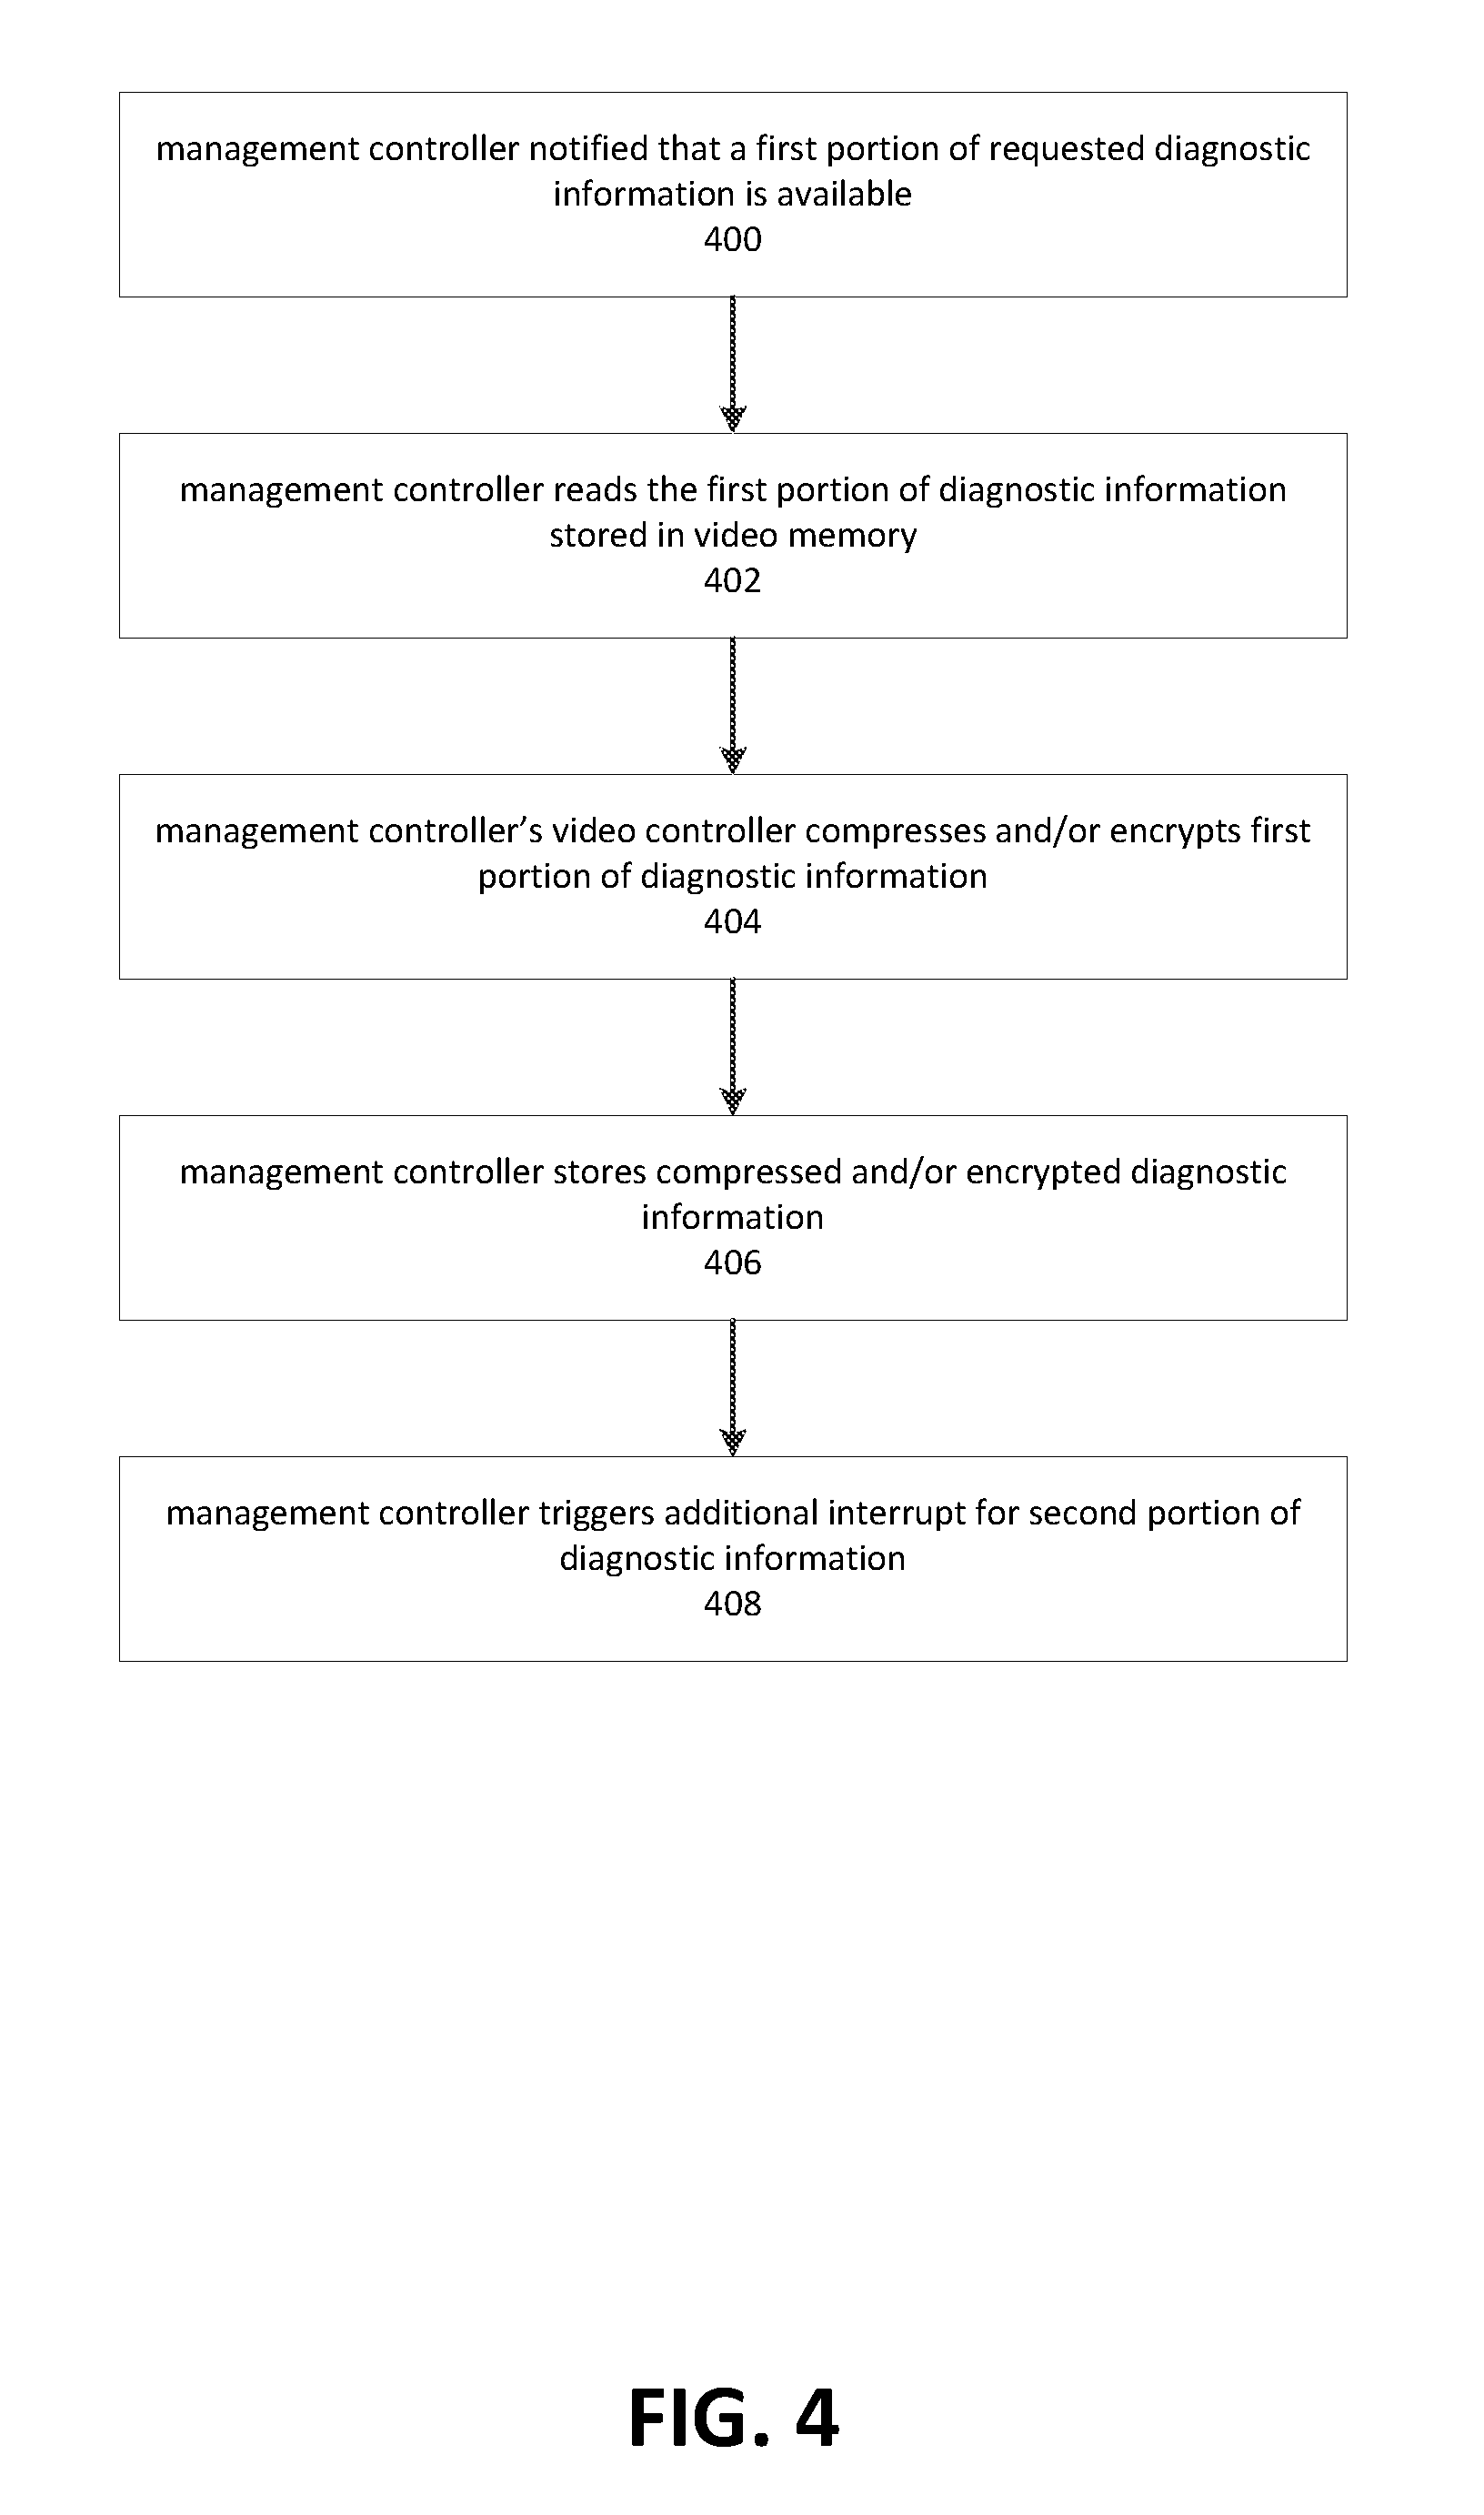 management controller notified that a first portion of requested diagnostic
information is available
400
management controller reads the first portion of diagnostic information
stored in video memory
402
management controller’s video controller compresses and/or encrypts first
portion of diagnostic information
404
management controller stores compressed and/or encrypted diagnostic
information
406
management controller triggers additional interrupt for second portion of
diagnostic information
408
FIG. 4